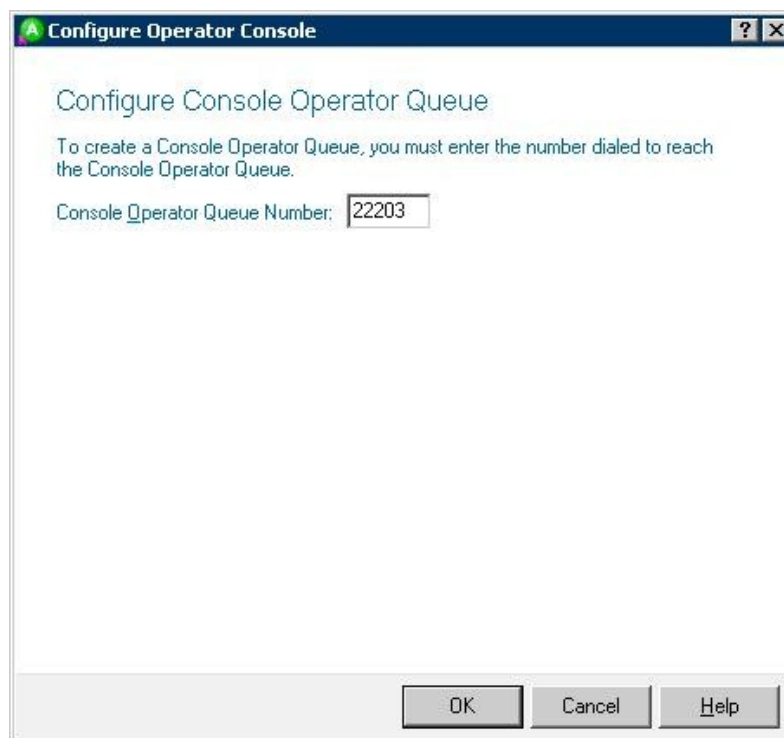 Configure Operator Console
Configure Console Operator Queue
To create a Console Operator Queue, you must enter the number dialed to reach
the Console Operator Queue.
Console Operator Queue Number: 22203
OK Cancel Help